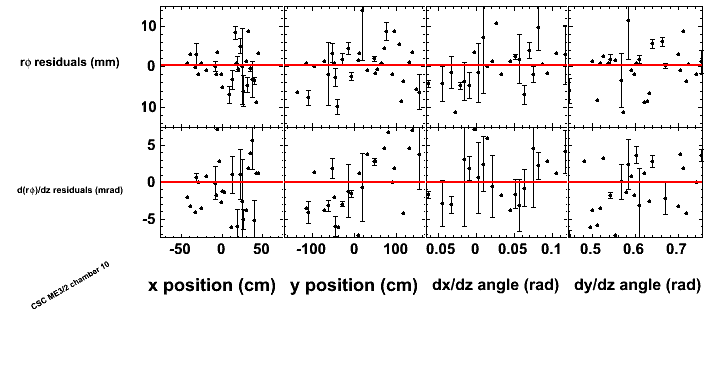 10
rφ residuals (mm)
0
10
5
d(rφ)/dz residuals (mrad)
0
-5
-50 0 50 -100 0 100 0.05 0 0.05 0.1 0.5 0.6 0.7
CSC ME3/2 chamber 10
x position (cm) y position (cm) dx/dz angle (rad) dy/dz angle (rad)